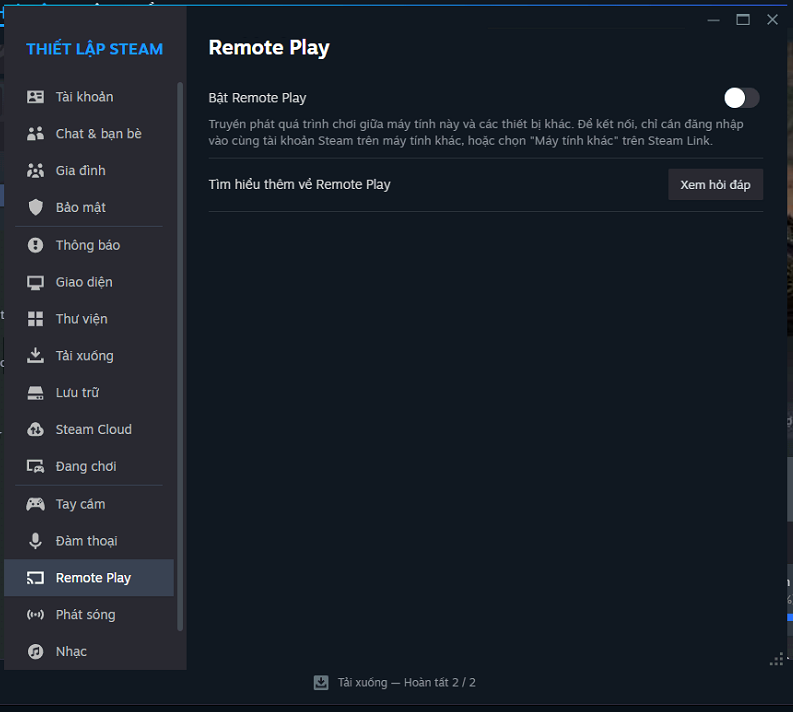 THIẾT LẬP STEAM
Tài khoản
Chat & bạn bè
Gia đình
Bảo mật
Thông báo
Giao diện
Thư viện
Tải xuống
Lưu trữ
Steam Cloud
Đang chơi
Tay cầm
Đàm thoại
Remote Play
Phát sóng
Nhạc
Remote Play
Bật Remote Play
Truyền phát quá trình chơi giữa máy tính này và các thiết bị khác. Để kết nối, chỉ cần đăng nhập
vào cùng tài khoản Steam trên máy tính khác, hoặc chọn "Máy tính khác" trên Steam Link.
Tìm hiểu thêm về Remote Play
Xem hỏi đáp
Tải xuống — Hoàn tất 2 / 2